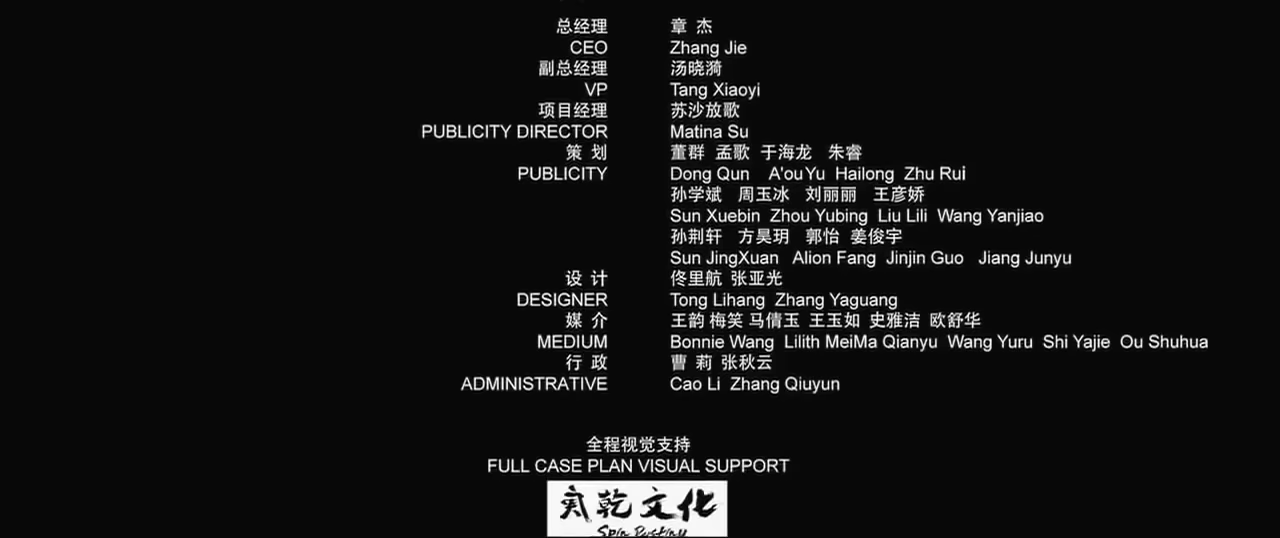 总经理 章 杰
CEO Zhang Jie
副总经理 汤晓漪
VP Tang Xiaoyi
项目经理 苏沙放歌
PUBLICITY DIRECTOR Matina Su
策 划 董群 孟歌 于海龙 朱睿
PUBLICITY Dong Qun A'ouYu Hailong Zhu Rui
孙学斌 周玉冰 刘丽丽 王彦娇
Sun Xuebin Zhou Yubing Liu Lili Wang Yanjiao
孙荆轩 方昊玥 郭怡 姜俊宇
Sun JingXuan Alion Fang Jinjin Guo Jiang Junyu
设 计 佟里航 张亚光
DESIGNER Tong Lihang Zhang Yaguang
媒 介 王韵 梅笑 马倩玉 王玉如 史雅洁 欧舒华
MEDIUM Bonnie Wang Lilith MeiMa Qianyu Wang Yuru Shi Yajie Ou Shuhua
行 政 曹 莉 张秋云
ADMINISTRATIVE Cao Li Zhang Qiuyun
全程视觉支持
FULL CASE PLAN VISUAL SUPPORT
乾文化